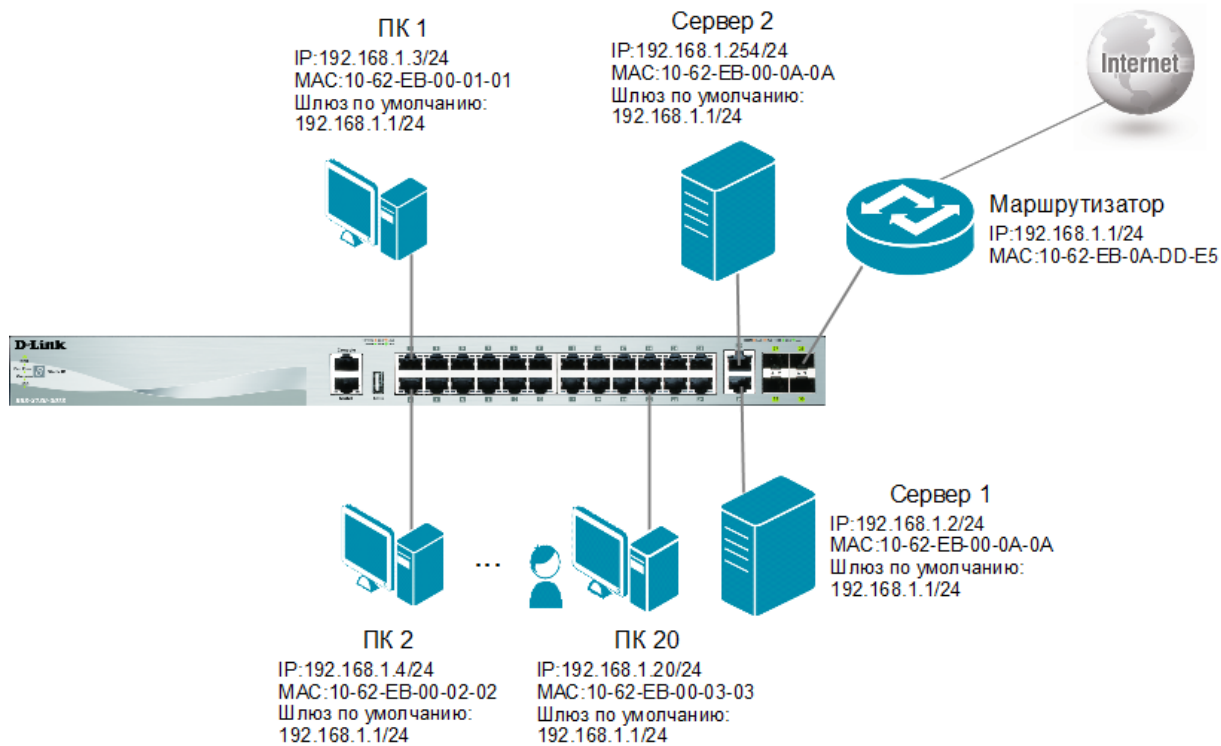 ПК 1
IP:192.168.1.3/24
MAC:10-62-EB-00-01-01
Шлюз по умолчанию:
192.168.1.1/24
Сервер 2
IP:192.168.1.254/24
MAC:10-62-EB-00-0A-0A
Шлюз по умолчанию:
192.168.1.1/24
Internet
Маршрутизатор
IP:192.168.1.1/24
MAC:10-62-EB-0A-DD-E5
D-Link
Console
Сервер 1
IP:192.168.1.2/24
MAC:10-62-EB-00-0A-0A
Шлюз по умолчанию:
192.168.1.1/24
...
ПК 2
IP:192.168.1.4/24
MAC:10-62-EB-00-02-02
Шлюз по умолчанию:
192.168.1.1/24
ПК 20
IP:192.168.1.20/24
MAC:10-62-EB-00-03-03
Шлюз по умолчанию:
192.168.1.1/24